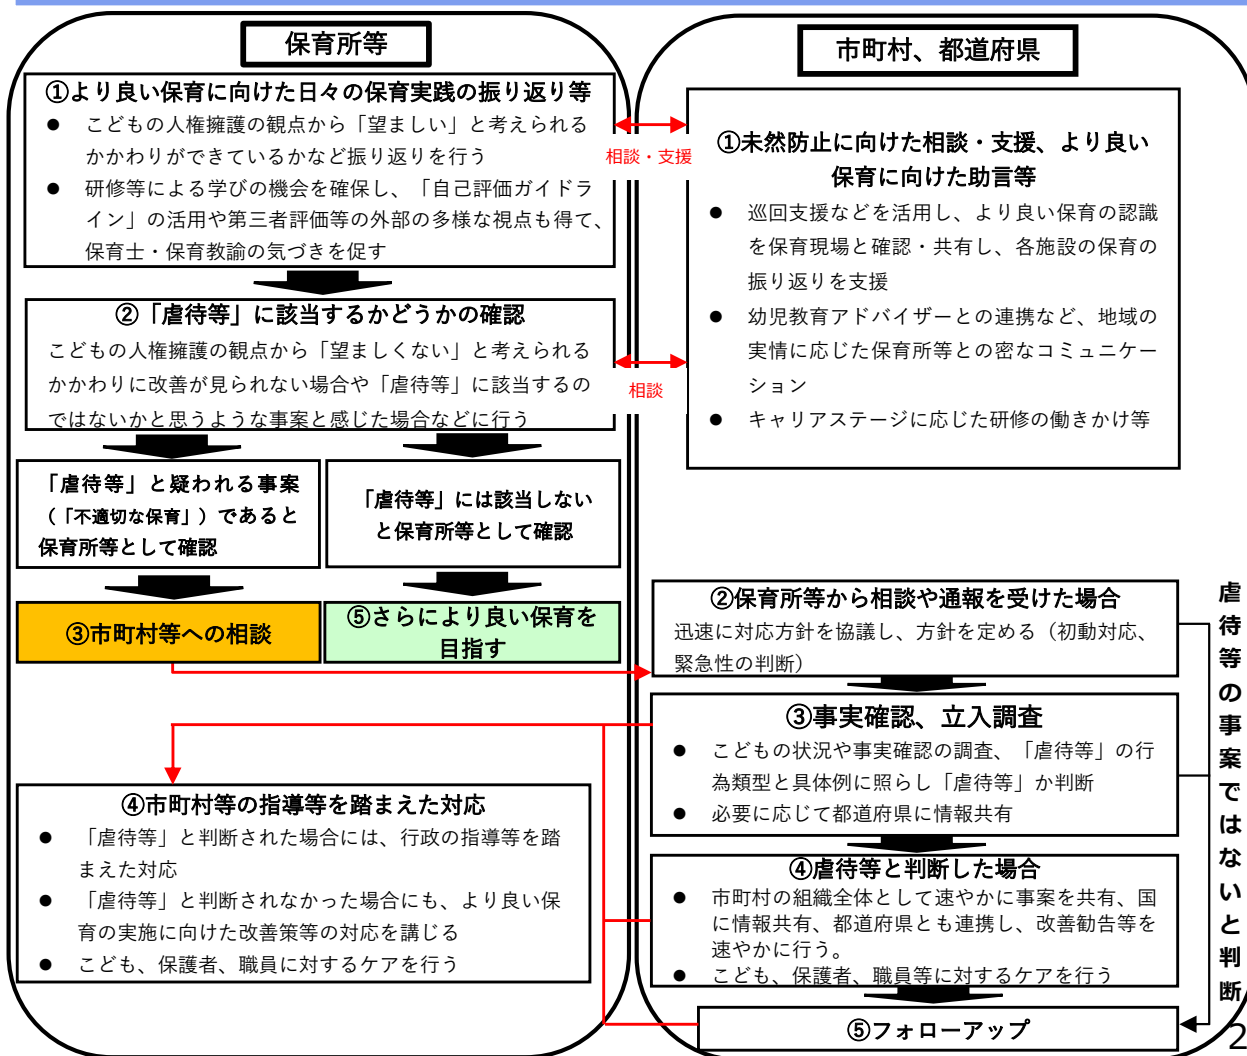 保育所等
①より良い保育に向けた日々の保育実践の振り返り等
● こどもの人権擁護の観点から「望ましい」と考えられる
かかわりができているかなど振り返りを行う
● 研修等による学びの機会を確保し、「自己評価ガイドラ
イン」の活用や第三者評価等の外部の多様な視点も得て、
保育士・保育教諭の気づきを促す
②「虐待等」に該当するかどうかの確認
こどもの人権擁護の観点から「望ましくない」と考えられる
かかわりに改善が見られない場合や「虐待等」に該当するの
ではないかと思うような事案と感じた場合などに行う
「虐待等」と疑われる事案
（「不適切な保育」）であると
保育所等として確認
「虐待等」には該当しない
と保育所等として確認
③市町村等への相談
⑤さらにより良い保育を
目指す
④市町村等の指導等を踏まえた対応
● 「虐待等」と判断された場合には、行政の指導等を踏
まえた対応
● 「虐待等」と判断されなかった場合にも、より良い保
育の実施に向けた改善策等の対応を講じる
● こども、保護者、職員に対するケアを行う
相談・支援
相談
市町村、都道府県
①未然防止に向けた相談・支援、より良い
保育に向けた助言等
● 巡回支援などを活用し、より良い保育の認識
を保育現場と確認・共有し、各施設の保育の
振り返りを支援
● 幼児教育アドバイザーとの連携など、地域の
実情に応じた保育所等との密なコミュニケー
ション
● キャリアステージに応じた研修の働きかけ等
②保育所等から相談や通報を受けた場合
迅速に対応方針を協議し、方針を定める（初動対応、
緊急性の判断）
③事実確認、立入調査
● こどもの状況や事実確認の調査、「虐待等」の行
為類型と具体例に照らし「虐待等」か判断
● 必要に応じて都道府県に情報共有
④虐待等と判断した場合
● 市町村の組織全体として速やかに事案を共有、国
に情報共有、都道府県とも連携し、改善勧告等を
速やかに行う。
● こども、保護者、職員等に対するケアを行う
⑤フォローアップ
虐待等の事案ではないと判断
2